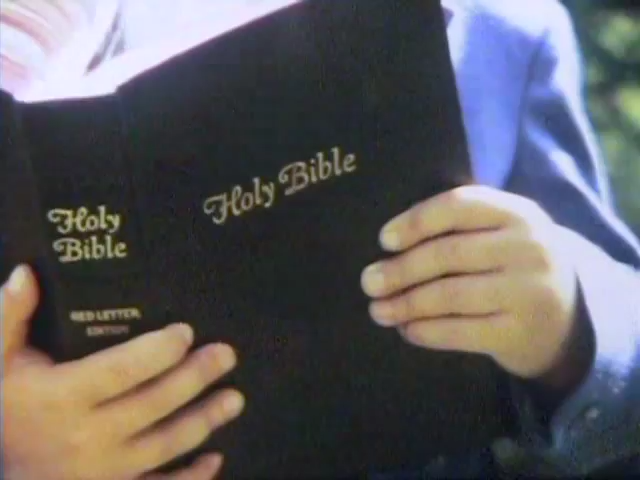 Holy
Bible
RED LETTER
EDITION
Holy Bible